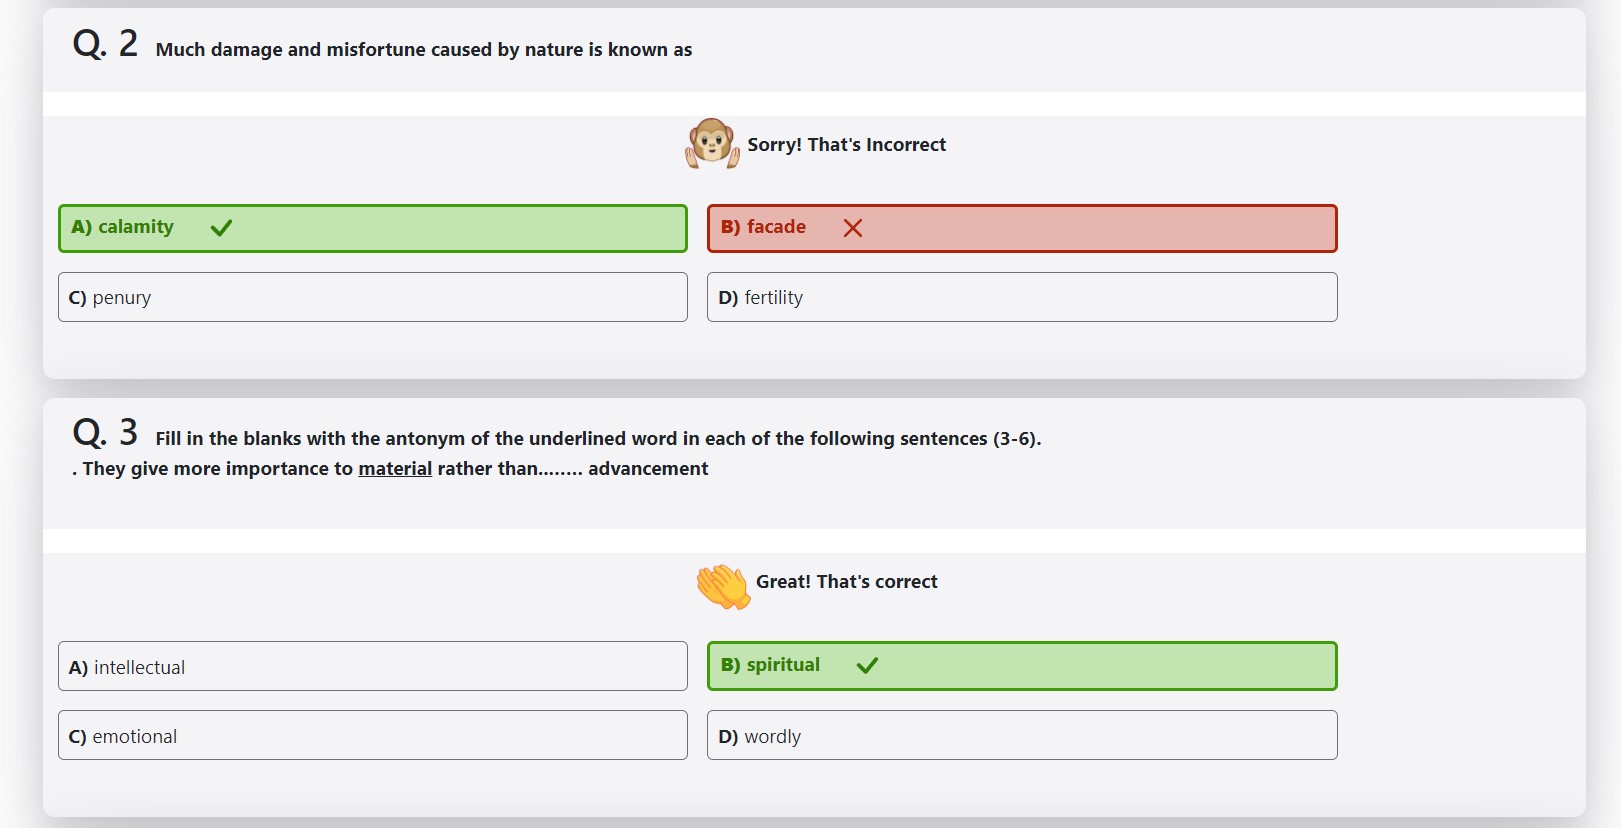 Q. 2 Much damage and misfortune caused by nature is known as
Sorry! That's Incorrect
A) calamity
B) facade
C) penury
D) fertility
Q. 3 Fill in the blanks with the antonym of the underlined word in each of the following sentences (3-6).
. They give more importance to material rather than........ advancement
Great! That's correct
A) intellectual
B) spiritual
C) emotional
D) wordly